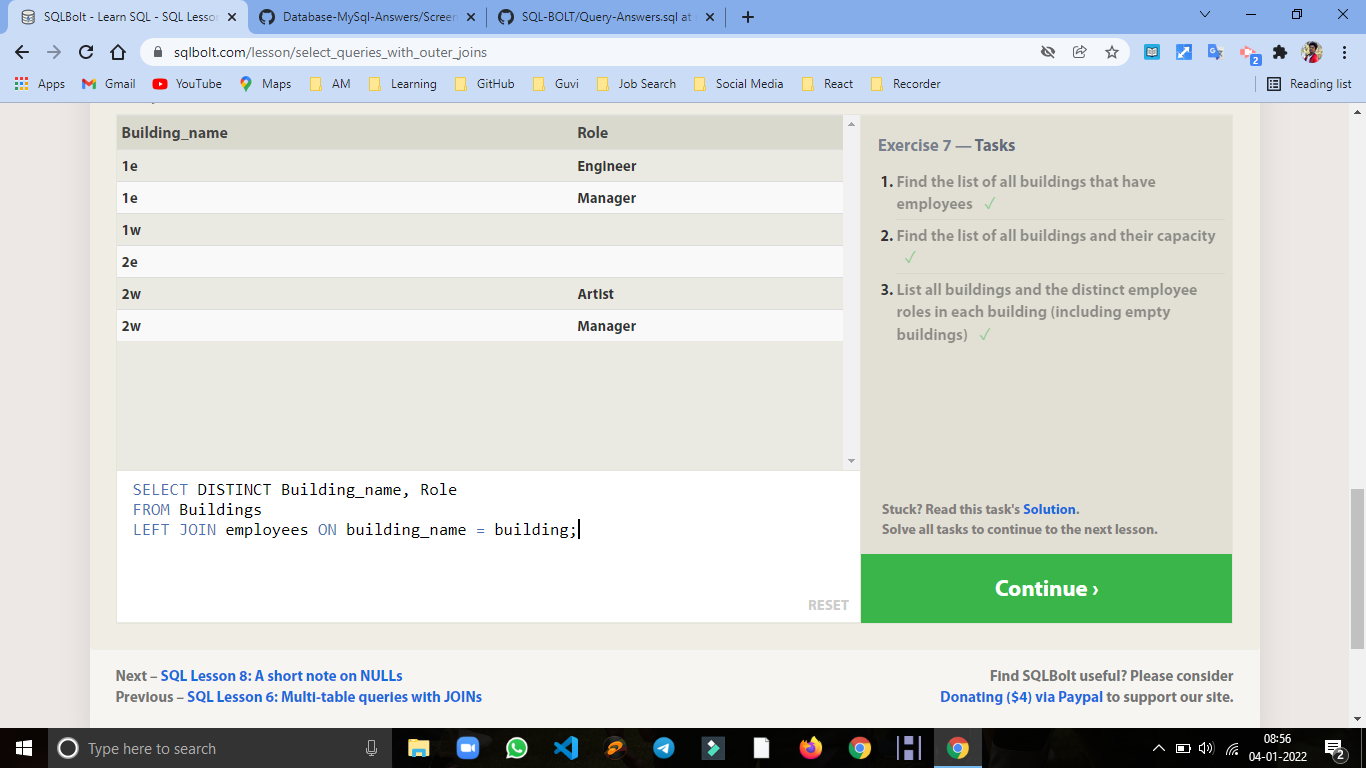 SQLBolt - Learn SQL - SQL Lesson
Database-MySql-Answers/Screen
SQL-BOLT/Query-Answers.sql at
sqlbolt.com/lesson/select_queries_with_outer_joins
2
Apps
Gmail
YouTube
Maps
AM
Learning
GitHub
Guvi
Job Search
Social Media
React
Recorder
Reading list
Building_name Role
1e Engineer
1e Manager
1w
2e
2w Artist
2w Manager
Exercise 7 — Tasks
1. Find the list of all buildings that have
employees ✓
2. Find the list of all buildings and their capacity
✓
3. List all buildings and the distinct employee
roles in each building (including empty
buildings) ✓
Stuck? Read this task's Solution.
Solve all tasks to continue to the next lesson.
Continue ›
SELECT DISTINCT Building_name, Role
FROM Buildings
LEFT JOIN employees ON building_name = building;
RESET
Next – SQL Lesson 8: A short note on NULLs
Previous – SQL Lesson 6: Multi-table queries with JOINs
Find SQLBolt useful? Please consider
Donating ($4) via Paypal to support our site.
Type here to search
08:56
04-01-2022
2